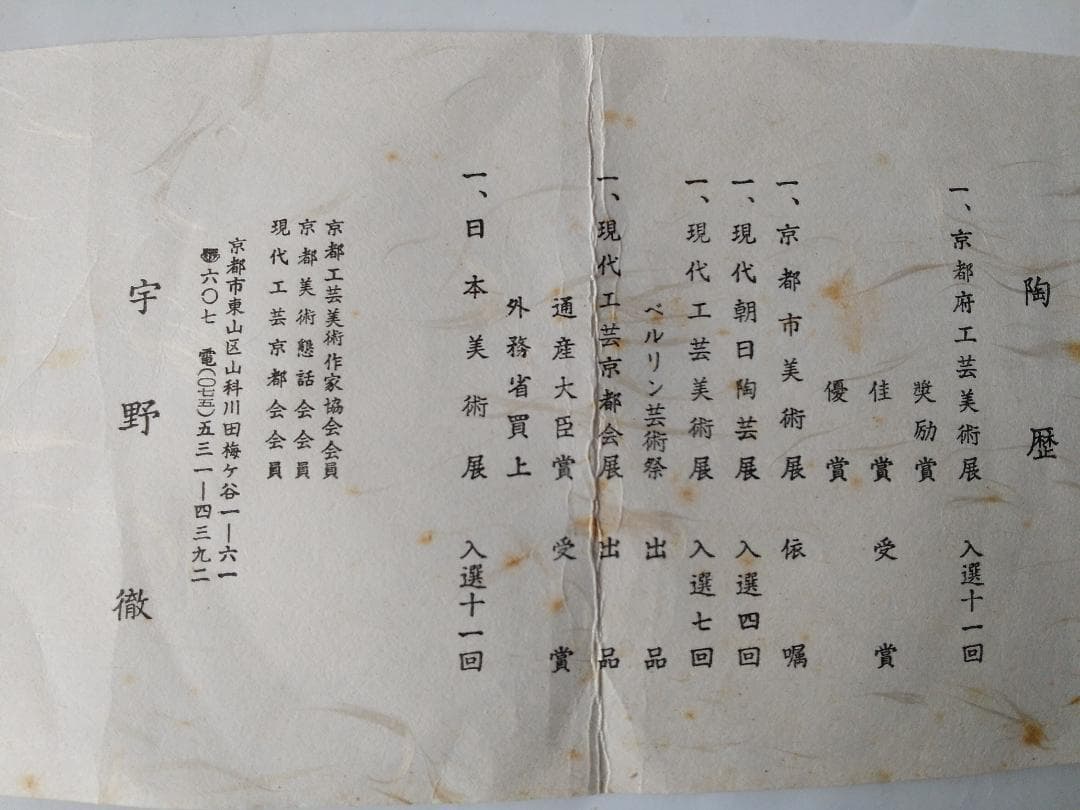 陶歴
一、京都府工芸美術展 入選十一回
奨励賞
佳賞 受賞
優賞
一、京都市美術展 依嘱
一、現代朝日陶芸展 入選四回
一、現代工芸美術展 入選七回
ベルリン芸術祭 出品
一、現代工芸京都会展 出品
通産大臣賞 受賞
外務省買上
一、日本美術展 入選十一回
京都工芸美術作家協会会員
京都美術懇話会会員
現代工芸京都会会員
京都市東山区山科川田梅ヶ谷一―六一
六〇七 電(〇七五)五三一―四三九二
宇野徹